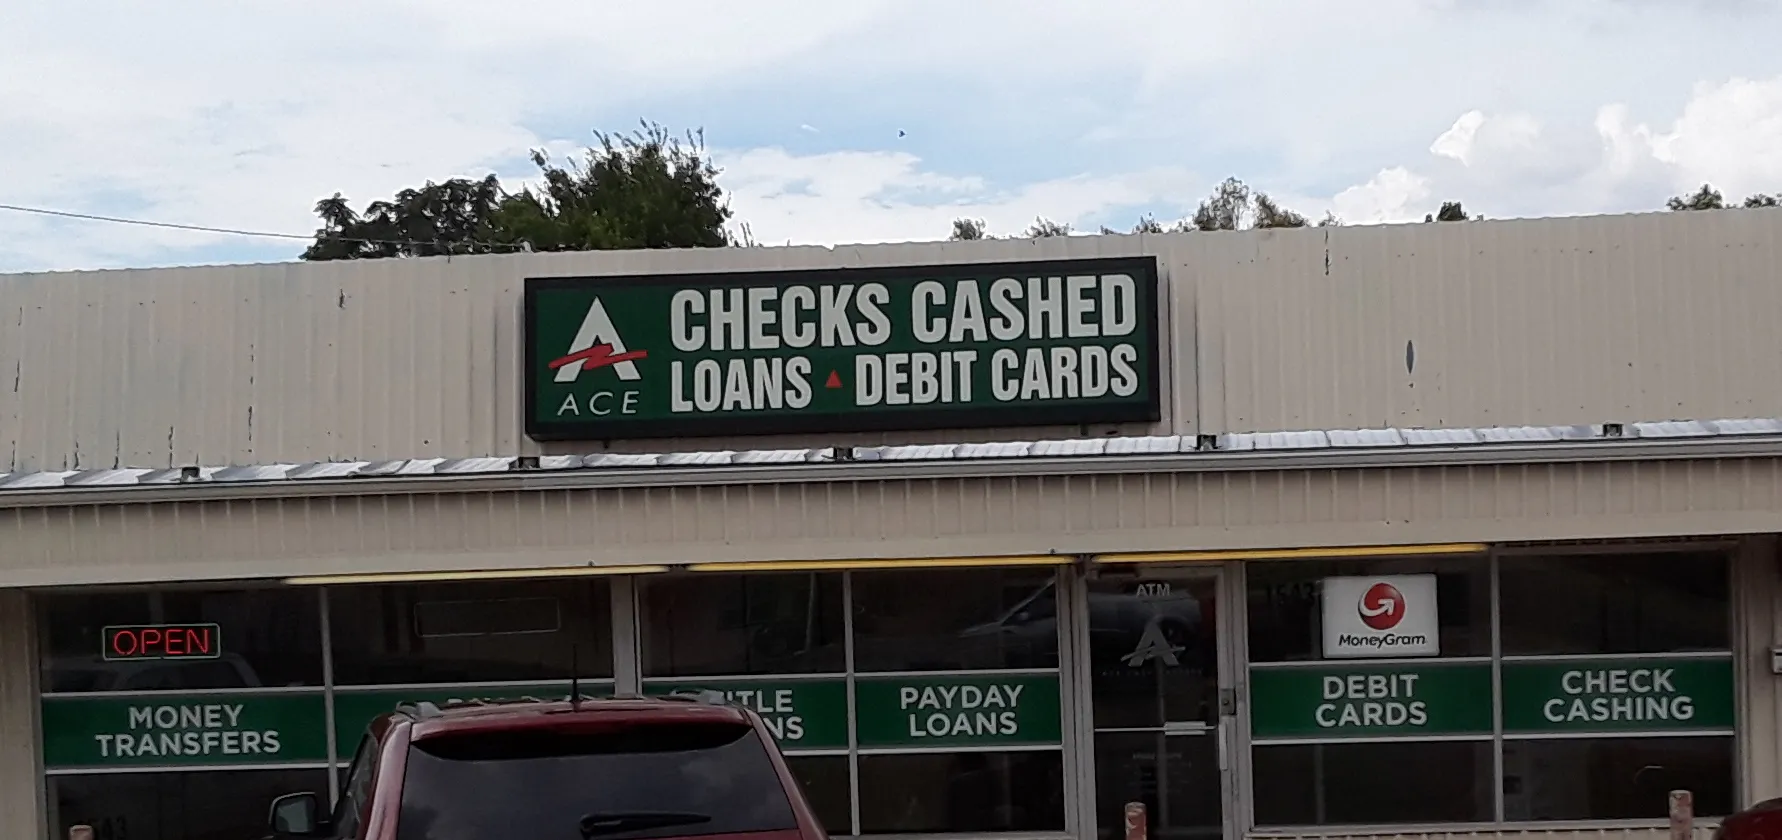 CHECKS CASHED
LOANS DEBIT CARDS
ACE
ATM
OPEN
MoneyGram
MONEY
TRANSFERS
PAYDAY
LOANS
DEBIT
CARDS
CHECK
CASHING